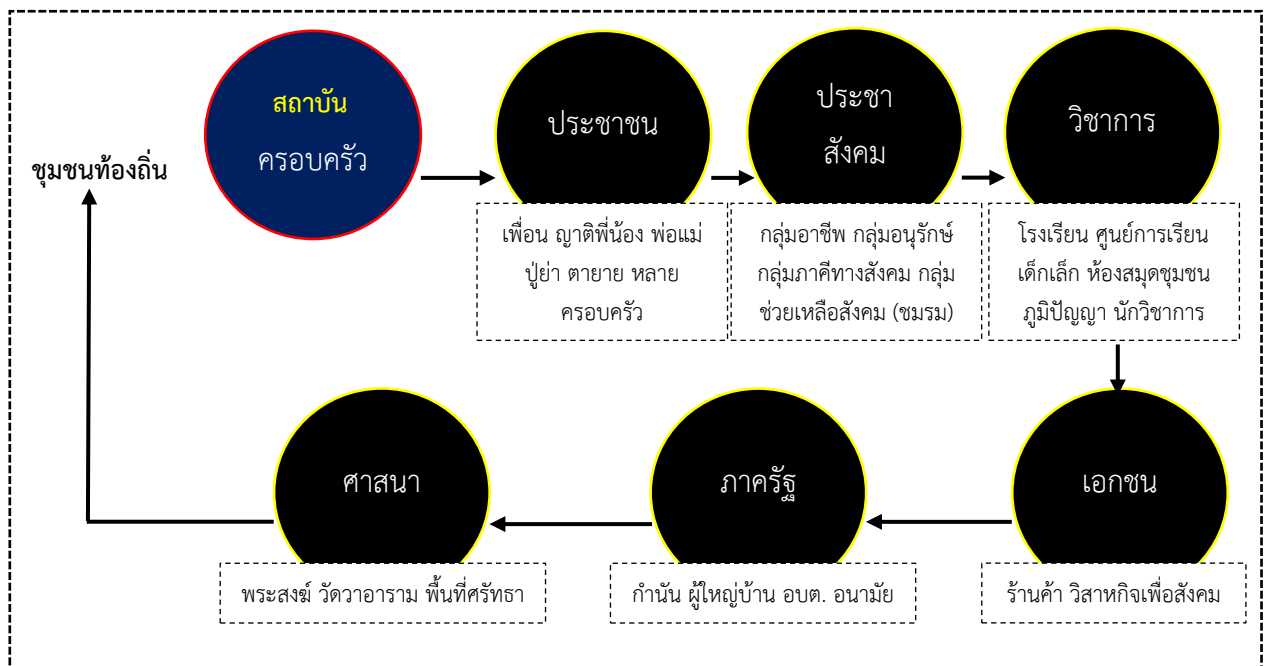 สถาบัน
ครอบครัว
ประชาชน
ประชา
สังคม
วิชาการ
ชุมชนท้องถิ่น
เพื่อน ญาติพี่น้อง พ่อแม่
ปู่ย่า ตายาย หลาย
ครอบครัว
กลุ่มอาชีพ กลุ่มอนุรักษ์
กลุ่มภาคีทางสังคม กลุ่ม
ช่วยเหลือสังคม (ชมรม)
โรงเรียน ศูนย์การเรียน
เด็กเล็ก ห้องสมุดชุมชน
ภูมิปัญญา นักวิชาการ
ศาสนา
ภาครัฐ
เอกชน
พระสงฆ์ วัดวาอาราม พื้นที่ศรัทธา
กำนัน ผู้ใหญ่บ้าน อบต. อนามัย
ร้านค้า วิสาหกิจเพื่อสังคม